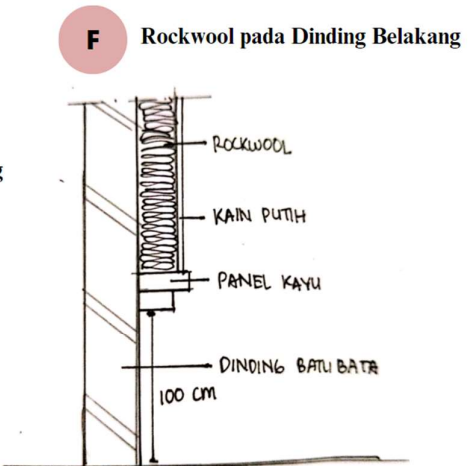 F
Rockwool pada Dinding Belakang
ROCKWOOL
KAIN PUTIH
PANEL KAYU
DINDING BATU BATA
100 cm